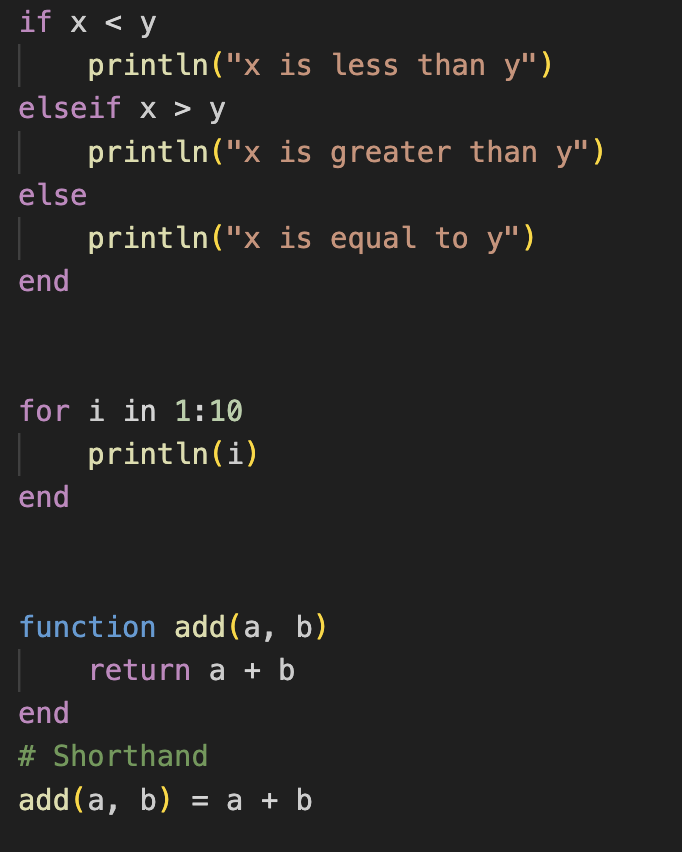 if x < y
    println("x is less than y")
elseif x > y
    println("x is greater than y")
else
    println("x is equal to y")
end
for i in 1:10
    println(i)
end
function add(a, b)
    return a + b
end
# Shorthand
add(a, b) = a + b